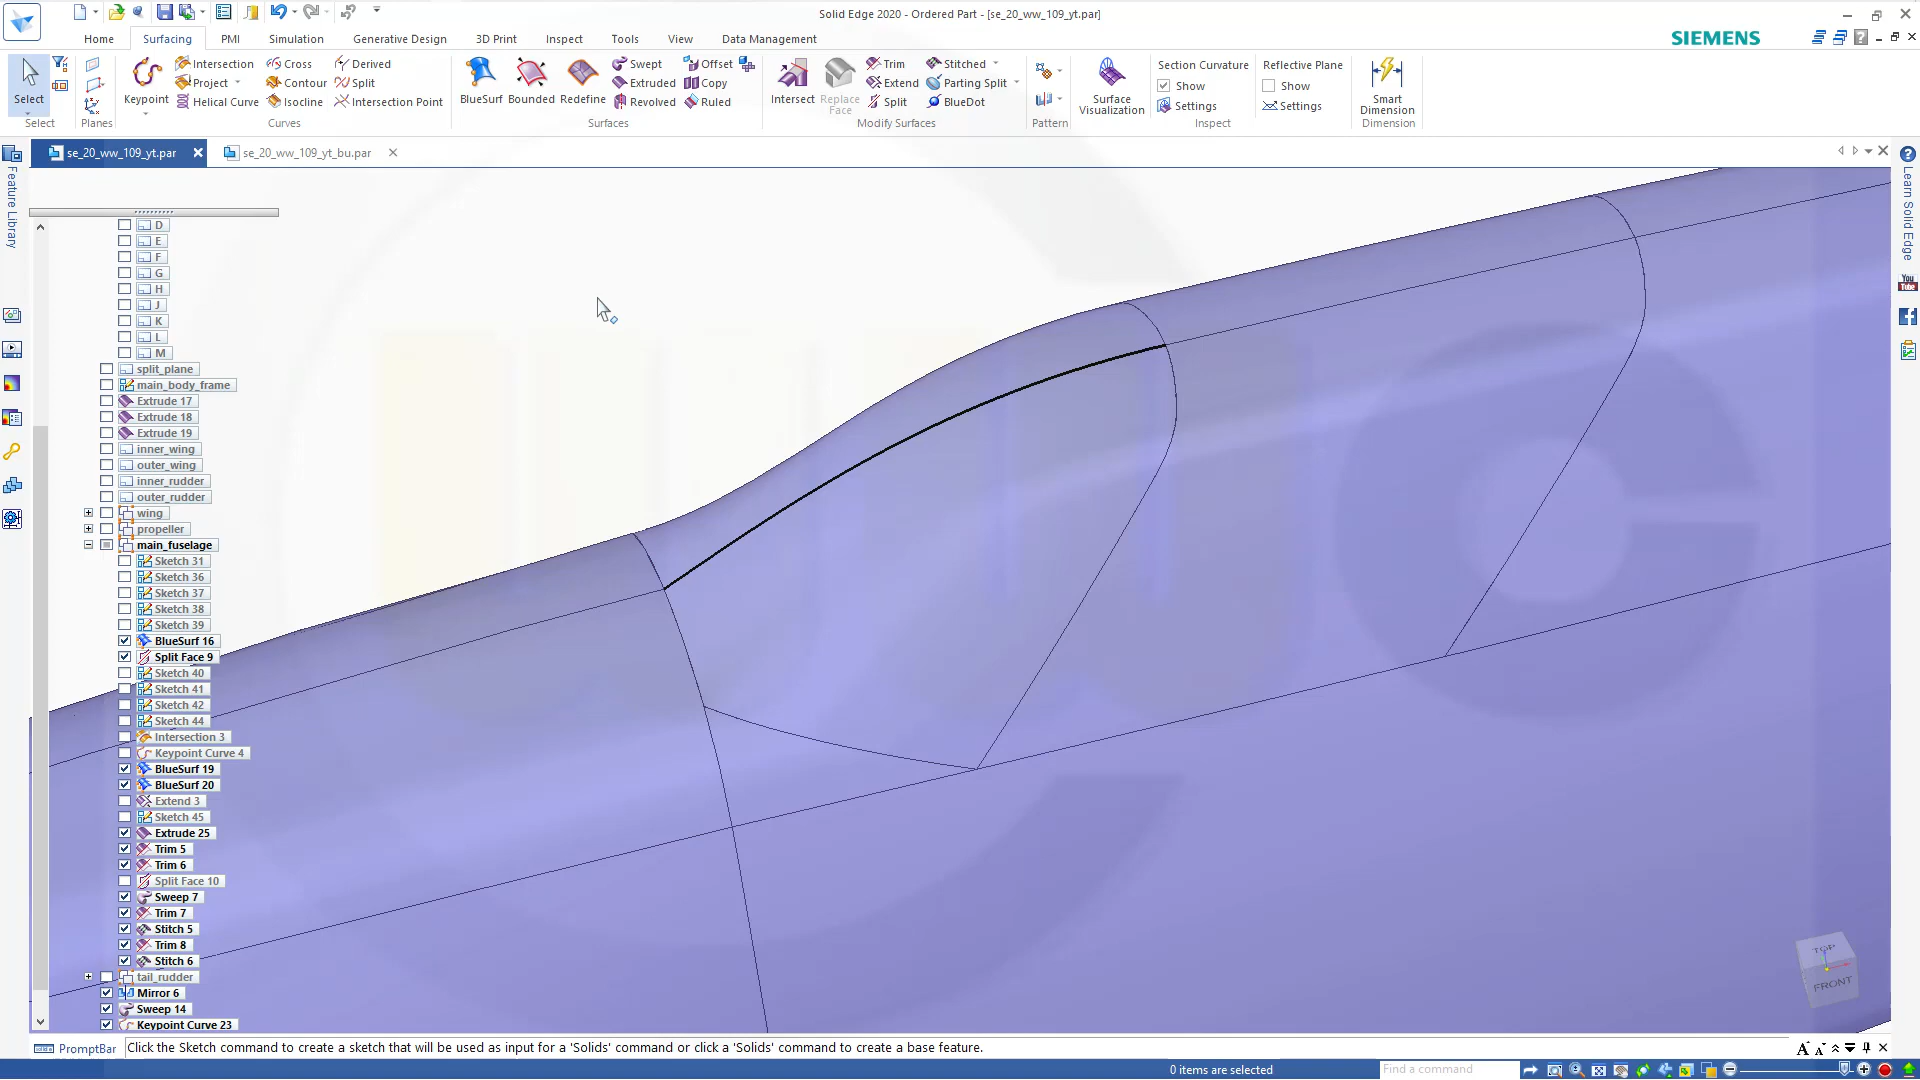 Solid Edge 2020 - Ordered Part - [se_20_ww_109_yt.par]
Home Surfacing PMI Simulation Generative Design 3D Print Inspect Tools View Data Management
SIEMENS
Select
Select
Planes
Keypoint
Intersection
Project
Helical Curve
Cross
Contour
Isocline
Derived
Split
Intersection Point
Curves
BlueSurf
Bounded
Redefine
Swept
Extruded
Revolved
Offset
Copy
Ruled
Surfaces
Intersect
Replace Face
Trim
Extend
Split
Stitched
Parting Split
BlueDot
Modify Surfaces
Pattern
Surface Visualization
Section Curvature
Show
Settings
Reflective Plane
Show
Settings
Inspect
Smart Dimension
Dimension
se_20_ww_109_yt.par
se_20_ww_109_yt_bu.par
Feature Library
Learn Solid Edge
You Tube
D
E
F
G
H
J
K
L
M
split_plane
main_body_frame
Extrude 17
Extrude 18
Extrude 19
inner_wing
outer_wing
inner_rudder
outer_rudder
wing
propeller
main_fuselage
Sketch 31
Sketch 36
Sketch 37
Sketch 38
Sketch 39
BlueSurf 16
Split Face 9
Sketch 40
Sketch 41
Sketch 42
Sketch 44
Intersection 3
Keypoint Curve 4
BlueSurf 19
BlueSurf 20
Extend 3
Sketch 45
Extrude 25
Trim 5
Trim 6
Split Face 10
Sweep 7
Trim 7
Stitch 5
Trim 8
Stitch 6
tail_rudder
Mirror 6
Sweep 14
Keypoint Curve 23
TOP
FRONT
PromptBar
Click the Sketch command to create a sketch that will be used as input for a 'Solids' command or click a 'Solids' command to create a base feature.
0 items are selected
Find a command